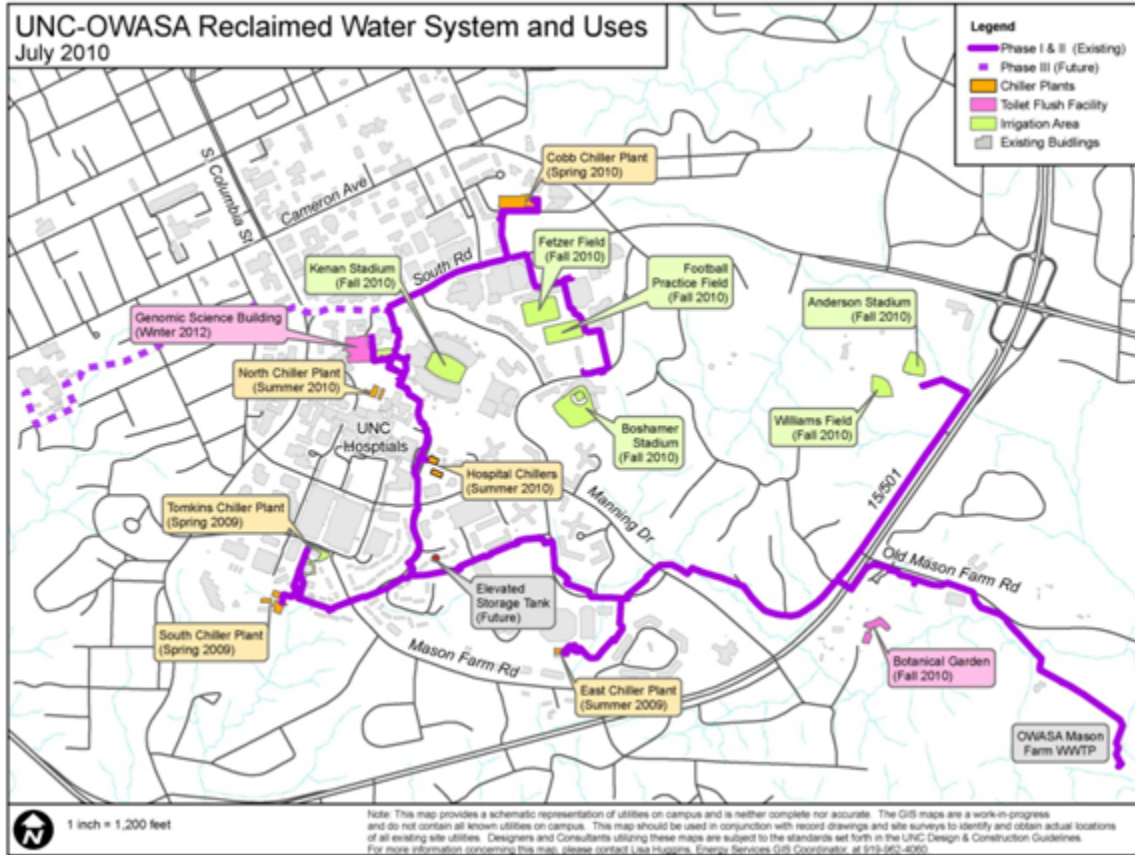 UNC-OWASA Reclaimed Water System and Uses
July 2010
Legend
Phase I & II (Existing)
Phase III (Future)
Chiller Plants
Toilet Flush Facility
Irrigation Area
Existing Buidlings
Cobb Chiller Plant
(Spring 2010)
S Columbia St
Cameron Ave
South Rd
Fetzer Field
(Fall 2010)
Kenan Stadium
(Fall 2010)
Football
Practice Field
(Fall 2010)
Anderson Stadium
(Fall 2010)
Genomic Science Building
(Winter 2012)
North Chiller Plant
(Summer 2010)
UNC
Hosptials
Boshamer
Stadium
(Fall 2010)
Williams Field
(Fall 2010)
Hospital Chillers
(Summer 2010)
Manning Dr
15/501
Tomkins Chiller Plant
(Spring 2009)
Old Mason Farm Rd
Elevated
Storage Tank
(Future)
South Chiller Plant
(Spring 2009)
Mason Farm Rd
Botanical Garden
(Fall 2010)
East Chiller Plant
(Summer 2009)
OWASA Mason
Farm WWTP
N
1 inch = 1,200 feet
Note: This map provides a schematic representation of utilities on campus and is neither complete nor accurate. The GIS maps are a work-in-progress
and do not contain all known utilities on campus. This map should be used in conjunction with record drawings and site surveys to identify and obtain actual locations
of all existing site utilities. Designers and Consultants utilizing these maps are subject to the standards set forth in the UNC Design & Construction Guidelines.
For more information concerning this map, please contact Lisa Huggins, Energy Services GIS Coordinator, at 919-962-4060.